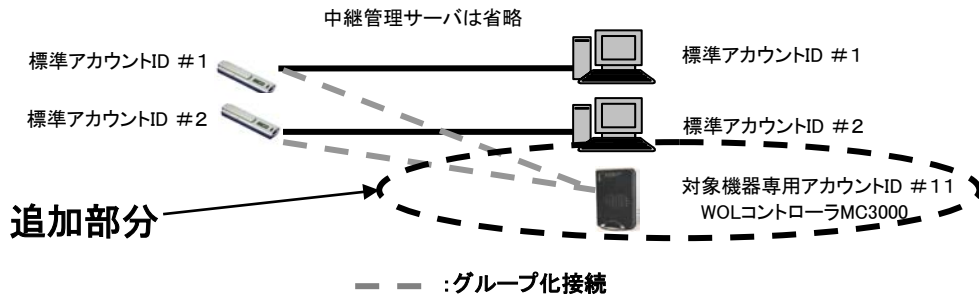 中継管理サーバは省略
標準アカウントID ＃1
標準アカウントID ＃1
標準アカウントID ＃2
標準アカウントID ＃2
対象機器専用アカウントID ＃11
WOLコントローラMC3000
追加部分
:グループ化接続